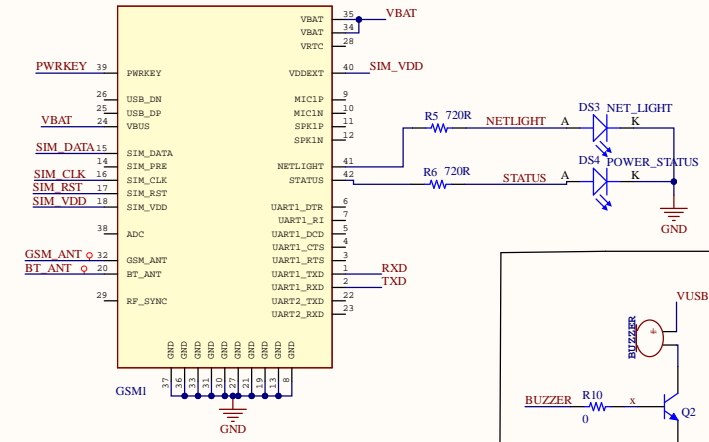 VBAT
VBAT 35 VBAT
VBAT 34
VRTC 28
PWRKEY 39 PWRKEY
VDDEXT 40 SIM_VDD
26 USB_DN
25 USB_DP
VBAT 24 VBUS
MIC1P 9
MIC1N 10
SPK1P 11
SPK1N 12
SIM_DATA 15 SIM_DATA
14 SIM_PRE
SIM_CLK 16 SIM_CLK
SIM_RST 17 SIM_RST
SIM_VDD 18 SIM_VDD
NETLIGHT 41
STATUS 42
R5 720R NETLIGHT A DS3 NET_LIGHT K
R6 720R STATUS A DS4 POWER_STATUS K
GND
UART1_DTR 6
UART1_RI 7
38 ADC
UART1_DCD 5
UART1_CTS 4
GSM_ANT 32 GSM_ANT
UART1_RTS 3
BT_ANT 20 BT_ANT
UART1_TXD 1 RXD
UART1_RXD 2 TXD
29 RF_SYNC
UART2_TXD 22
UART2_RXD 23
GND GND GND GND GND GND GND GND GND GND
37 36 33 31 30 27 21 19 13 8
GSM1
GND
VUSB
BUZZER
+
BUZZER R10 x Q2
0